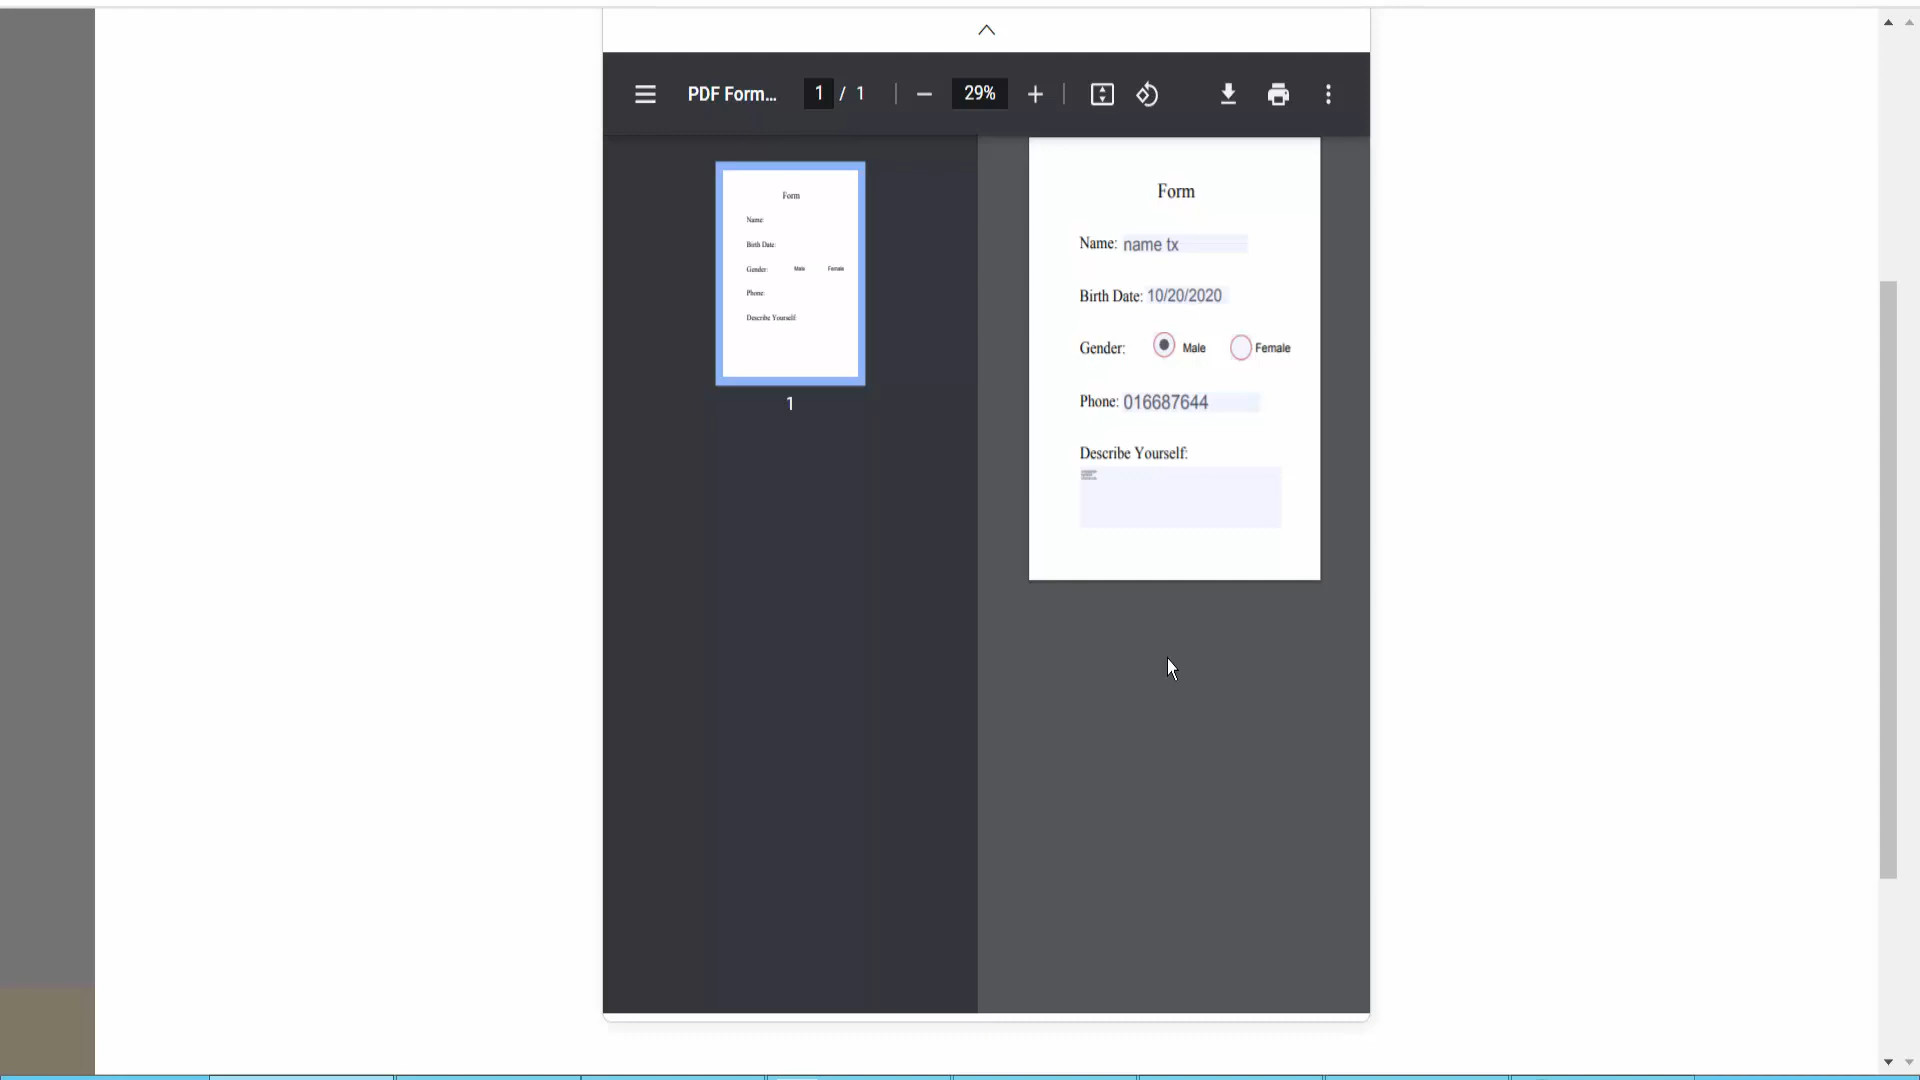 PDF Form... 1 / 1 29%
Form
Name:
Birth Date:
Gender: Male Female
Phone:
Describe Yourself:
1
Form
Name: name tx
Birth Date: 10/20/2020
Gender: Male Female
Phone: 016687644
Describe Yourself: